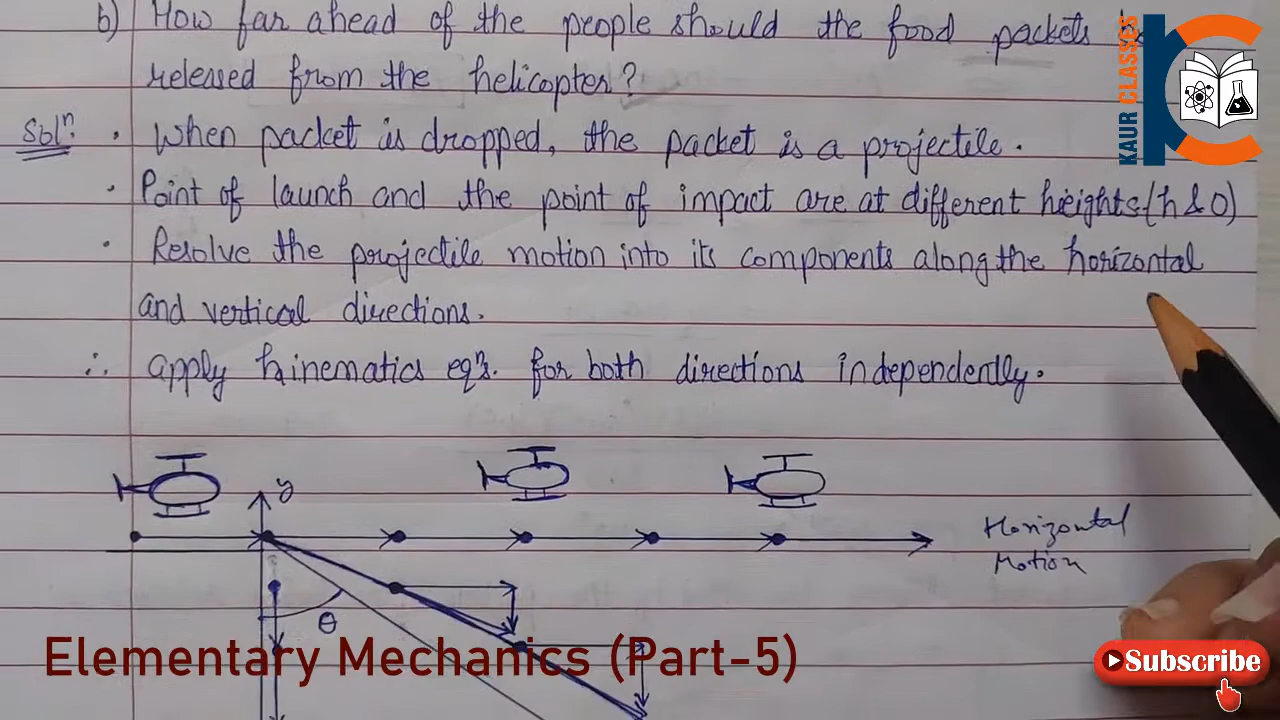 b) How far ahead of the people should the food packets
released from the helicopter?
Solⁿ.
• When packet is dropped, the packet is a projectile.
• Point of launch and the point of impact are at different heights (h & 0)
• Resolve the projectile motion into its components along the horizontal
and vertical directions.
∴ apply kinematics eqⁿs. for both directions independently.
y
Horizontal
Motion
θ
KAUR CLASSES
Elementary Mechanics (Part-5)
Subscribe